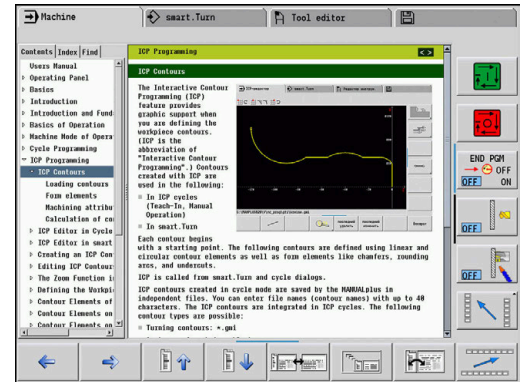 Machine
smart.Turn
Tool editor
Contents Index Find
Users Manual
Operating Panel
Basics
Introduction
Introduction and Fund
Basics of Operation
Machine Mode of Opera
Cycle Programming
ICP Programming
ICP Contours
Loading contours
Form elements
Machining attribu
Calculation of co
ICP Editor in Cycle
ICP Editor in smart
Creating an ICP Con
Editing ICP Contour
The Zoom Function i
Defining the Workpi
Contour Elements of
Contour Elements on
Contour Elements on
ICP Programming
ICP Contours
The Interactive Contour
Programming (ICP)
feature provides
graphic support when
you are defining the
workpiece contours.
(ICP is the
abbreviation of
"Interactive Contour
Programming".) Contours
created with ICP are
used in the following:
In ICP cycles
(Teach-In, Manual
Operation)
In smart.Turn
Each contour begins
with a starting point. The following contours are defined using linear and
circular contour elements as well as form elements like chamfers, rounding
arcs, and undercuts.
ICP is called from smart.Turn and cycle dialogs.
ICP contours created in cycle mode are saved by the MANUALplus in
independent files. You can enter file names (contour names) with up to 40
characters. The ICP contours are integrated in ICP cycles. The following
contour types are possible:
Turning contours: *.gmi
END PGM
OFF
OFF ON
OFF
OFF